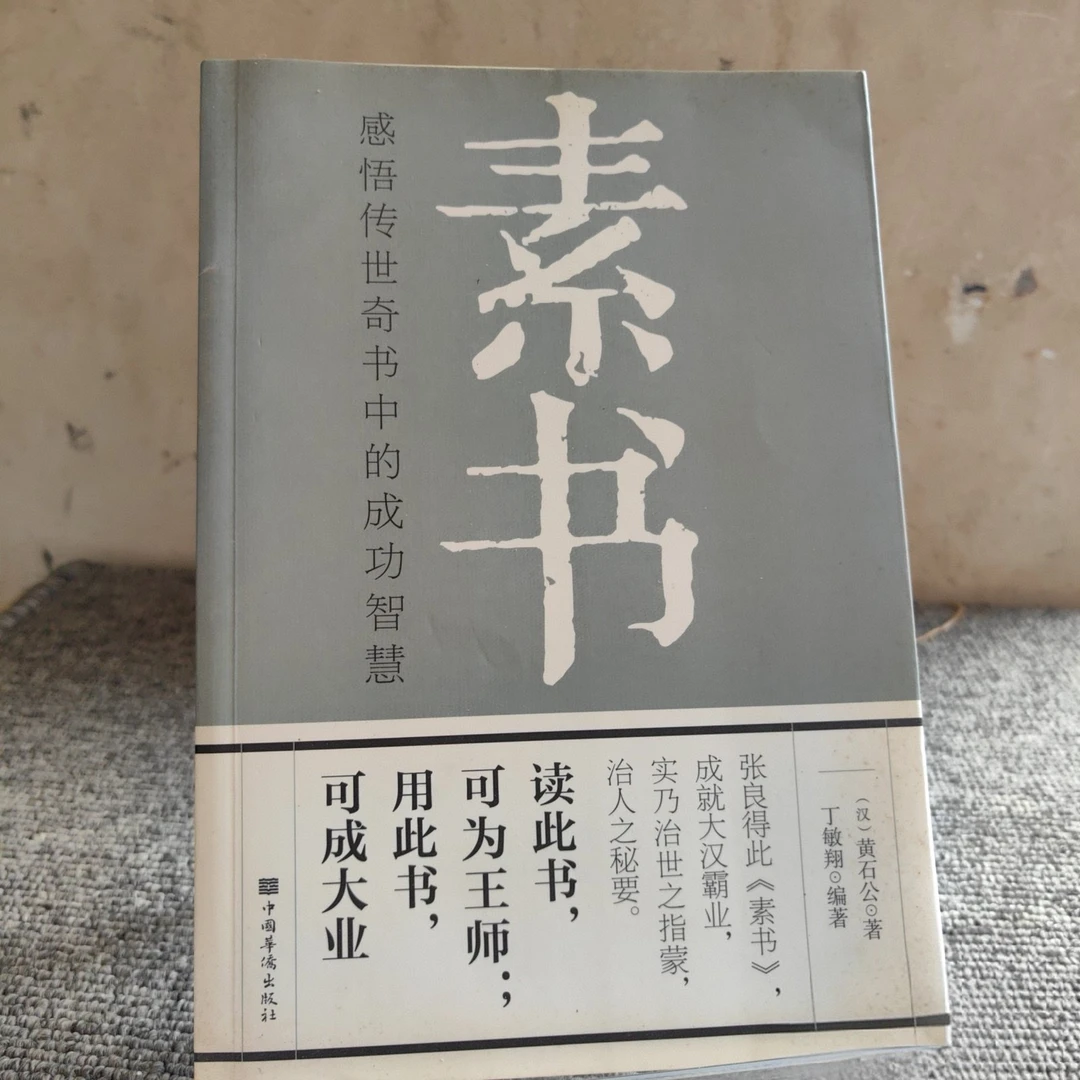 素书
感悟传世奇书中的成功智慧
（汉）黄石公⊙著
丁敏翔⊙编著
张良得此《素书》，
成就大汉霸业，
实乃治世之指蒙，
治人之秘要。
读此书，
可为王师；
用此书，
可成大业
中國華僑出版社